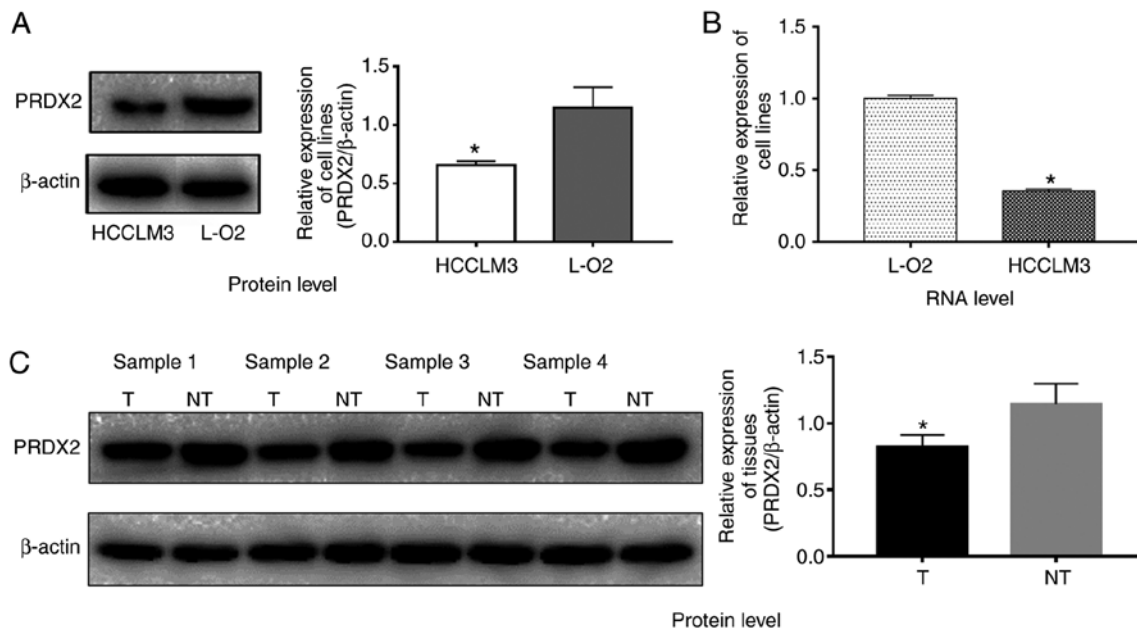 A
PRDX2
β-actin
HCCLM3 L-O2
Protein level
Relative expression
of cell lines
(PRDX2/β-actin)
1.5
1.0
0.5
0.0
*
HCCLM3 L-O2
B
Relative expression of
cell lines
1.5
1.0
0.5
0.0
*
L-O2 HCCLM3
RNA level
C
Sample 1 Sample 2 Sample 3 Sample 4
T NT T NT T NT T NT
PRDX2
β-actin
Relative expression
of tissues
(PRDX2/β-actin)
1.5
1.0
0.5
0.0
*
T NT
Protein level